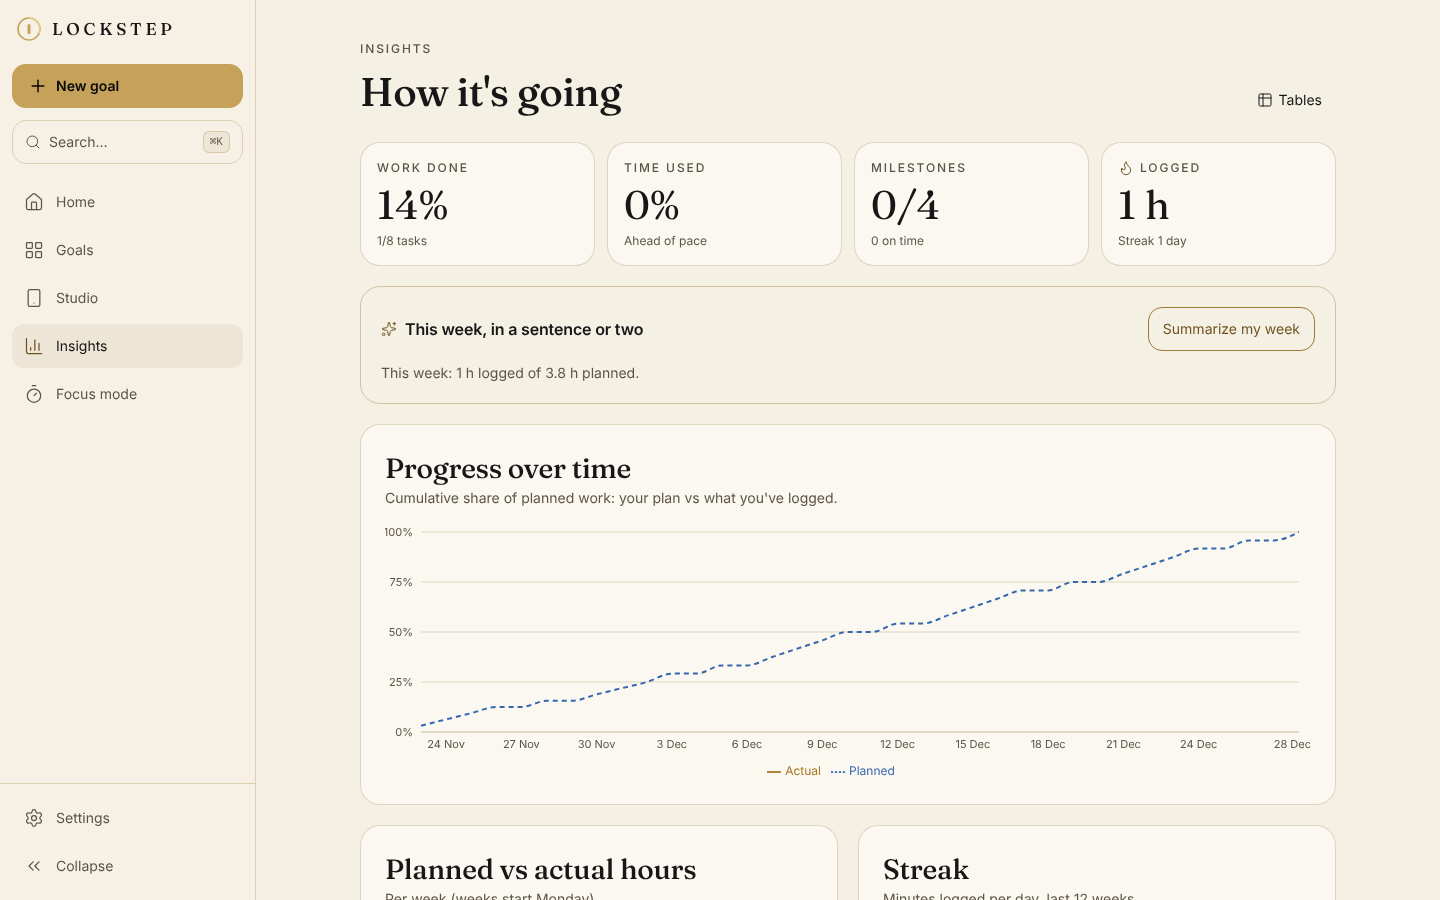 LOCKSTEP
New goal
Search...
⌘K
Home
Goals
Studio
Insights
Focus mode
Settings
Collapse
INSIGHTS
How it's going
Tables
WORK DONE
14%
1/8 tasks
TIME USED
0%
Ahead of pace
MILESTONES
0/4
0 on time
LOGGED
1 h
Streak 1 day
This week, in a sentence or two
Summarize my week
This week: 1 h logged of 3.8 h planned.
Progress over time
Cumulative share of planned work: your plan vs what you've logged.
100%
75%
50%
25%
0%
24 Nov 27 Nov 30 Nov 3 Dec 6 Dec 9 Dec 12 Dec 15 Dec 18 Dec 21 Dec 24 Dec 28 Dec
Actual Planned
Planned vs actual hours
Per week (weeks start Monday)
Streak
Minutes logged per day, last 12 weeks